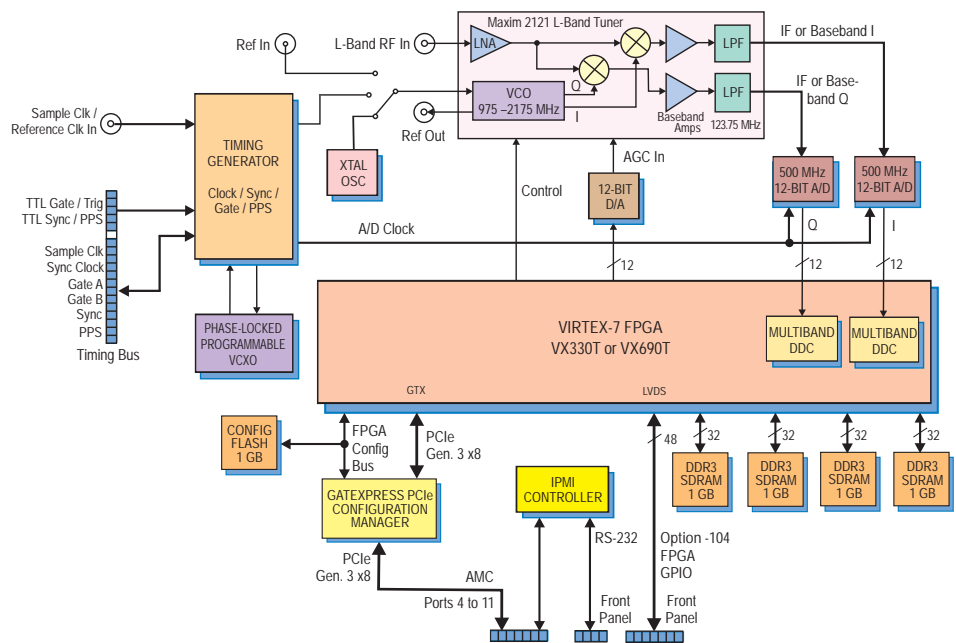 Maxim 2121 L-Band Tuner
Ref In
L-Band RF In
LNA
LPF
IF or Baseband I
VCO
975 –2175 MHz
Q
I
LPF
IF or Base-
band Q
Baseband
Amps
123.75 MHz
Ref Out
Sample Clk /
Reference Clk In
TIMING
GENERATOR
Clock / Sync /
Gate / PPS
XTAL
OSC
Control
AGC In
12-BIT
D/A
500 MHz
12-BIT A/D
500 MHz
12-BIT A/D
TTL Gate / Trig
TTL Sync / PPS
Sample Clk
Sync Clock
Gate A
Gate B
Sync
PPS
Timing Bus
A/D Clock
Q
I
12
12
12
PHASE-LOCKED
PROGRAMMABLE
VCXO
VIRTEX-7 FPGA
VX330T or VX690T
MULTIBAND
DDC
MULTIBAND
DDC
GTX
LVDS
CONFIG
FLASH
1 GB
FPGA
Config
Bus
PCIe
Gen. 3 x8
48
32
32
32
32
DDR3
SDRAM
1 GB
DDR3
SDRAM
1 GB
DDR3
SDRAM
1 GB
DDR3
SDRAM
1 GB
GATEXPRESS PCIe
CONFIGURATION
MANAGER
IPMI
CONTROLLER
RS-232
Option -104
FPGA
GPIO
PCIe
Gen. 3 x8
AMC
Ports 4 to 11
Front
Panel
Front
Panel